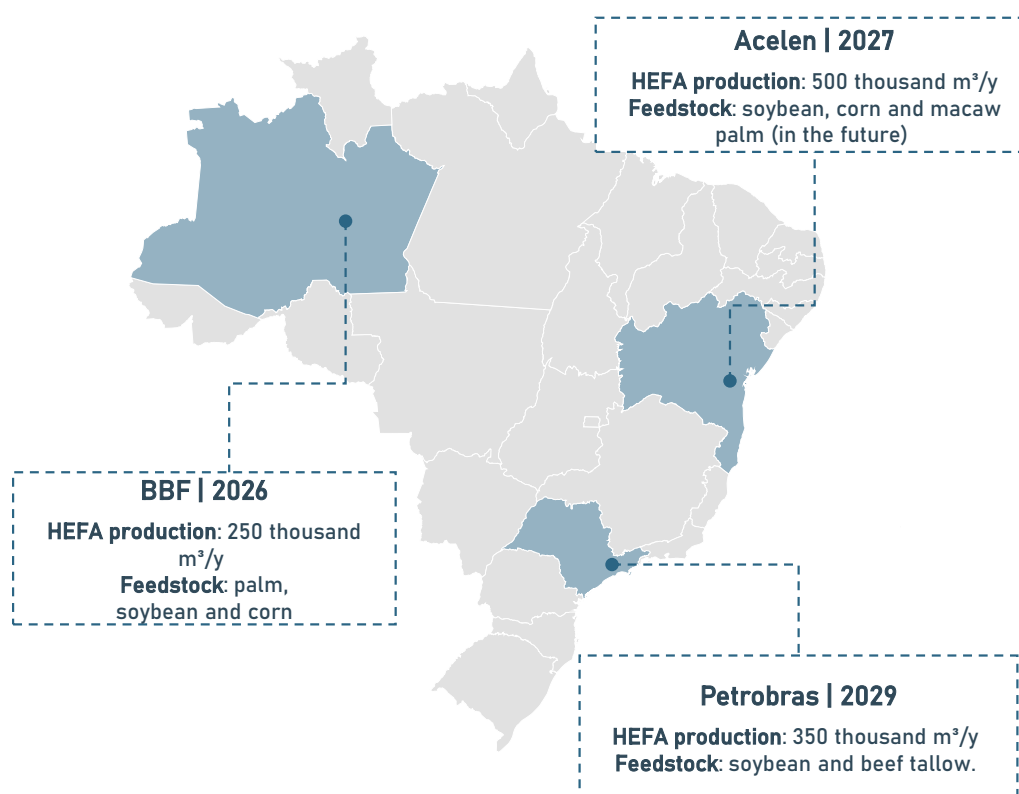 Acelen | 2027
HEFA production: 500 thousand m³/y
Feedstock: soybean, corn and macaw
palm (in the future)
BBF | 2026
HEFA production: 250 thousand
m³/y
Feedstock: palm,
soybean and corn
Petrobras | 2029
HEFA production: 350 thousand m³/y
Feedstock: soybean and beef tallow.